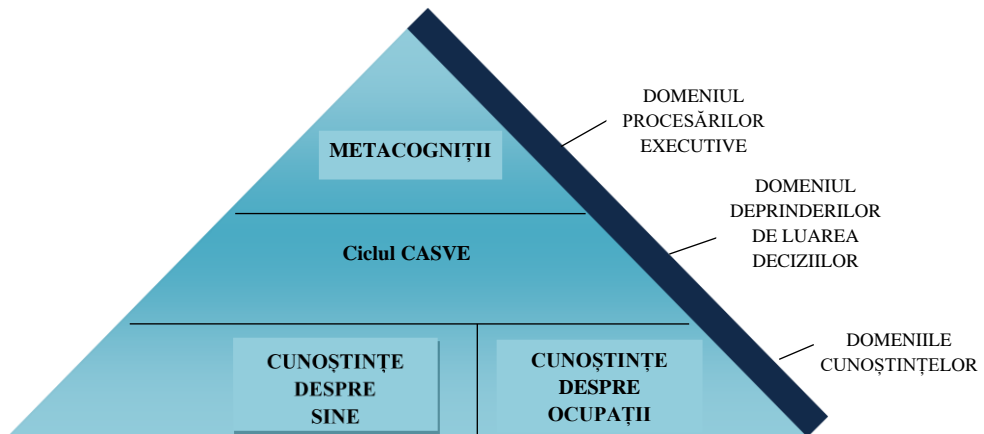 DOMENIUL
PROCESĂRILOR
EXECUTIVE
METACOGNIȚII
DOMENIUL
DEPRINDERILOR
DE LUAREA
DECIZIILOR
Ciclul CASVE
DOMENIILE
CUNOȘTINȚELOR
CUNOȘTINȚE
DESPRE
SINE
CUNOȘTINȚE
DESPRE
OCUPAȚII